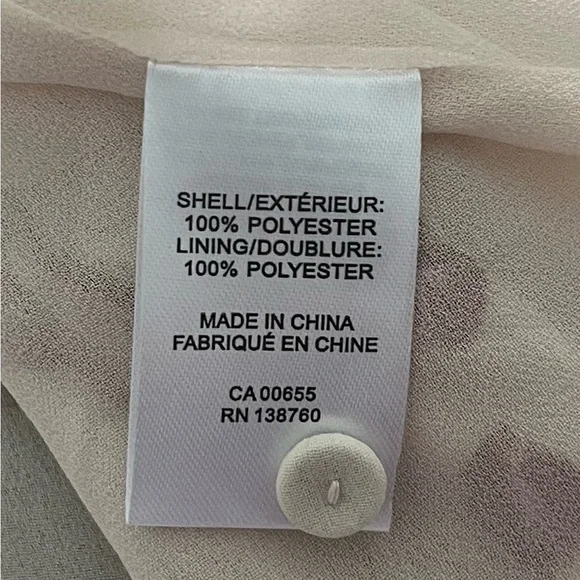 SHELL/EXTÉRIEUR:
100% POLYESTER
LINING/DOUBLURE:
100% POLYESTER
MADE IN CHINA
FABRIQUÉ EN CHINE
CA 00655
RN 138760